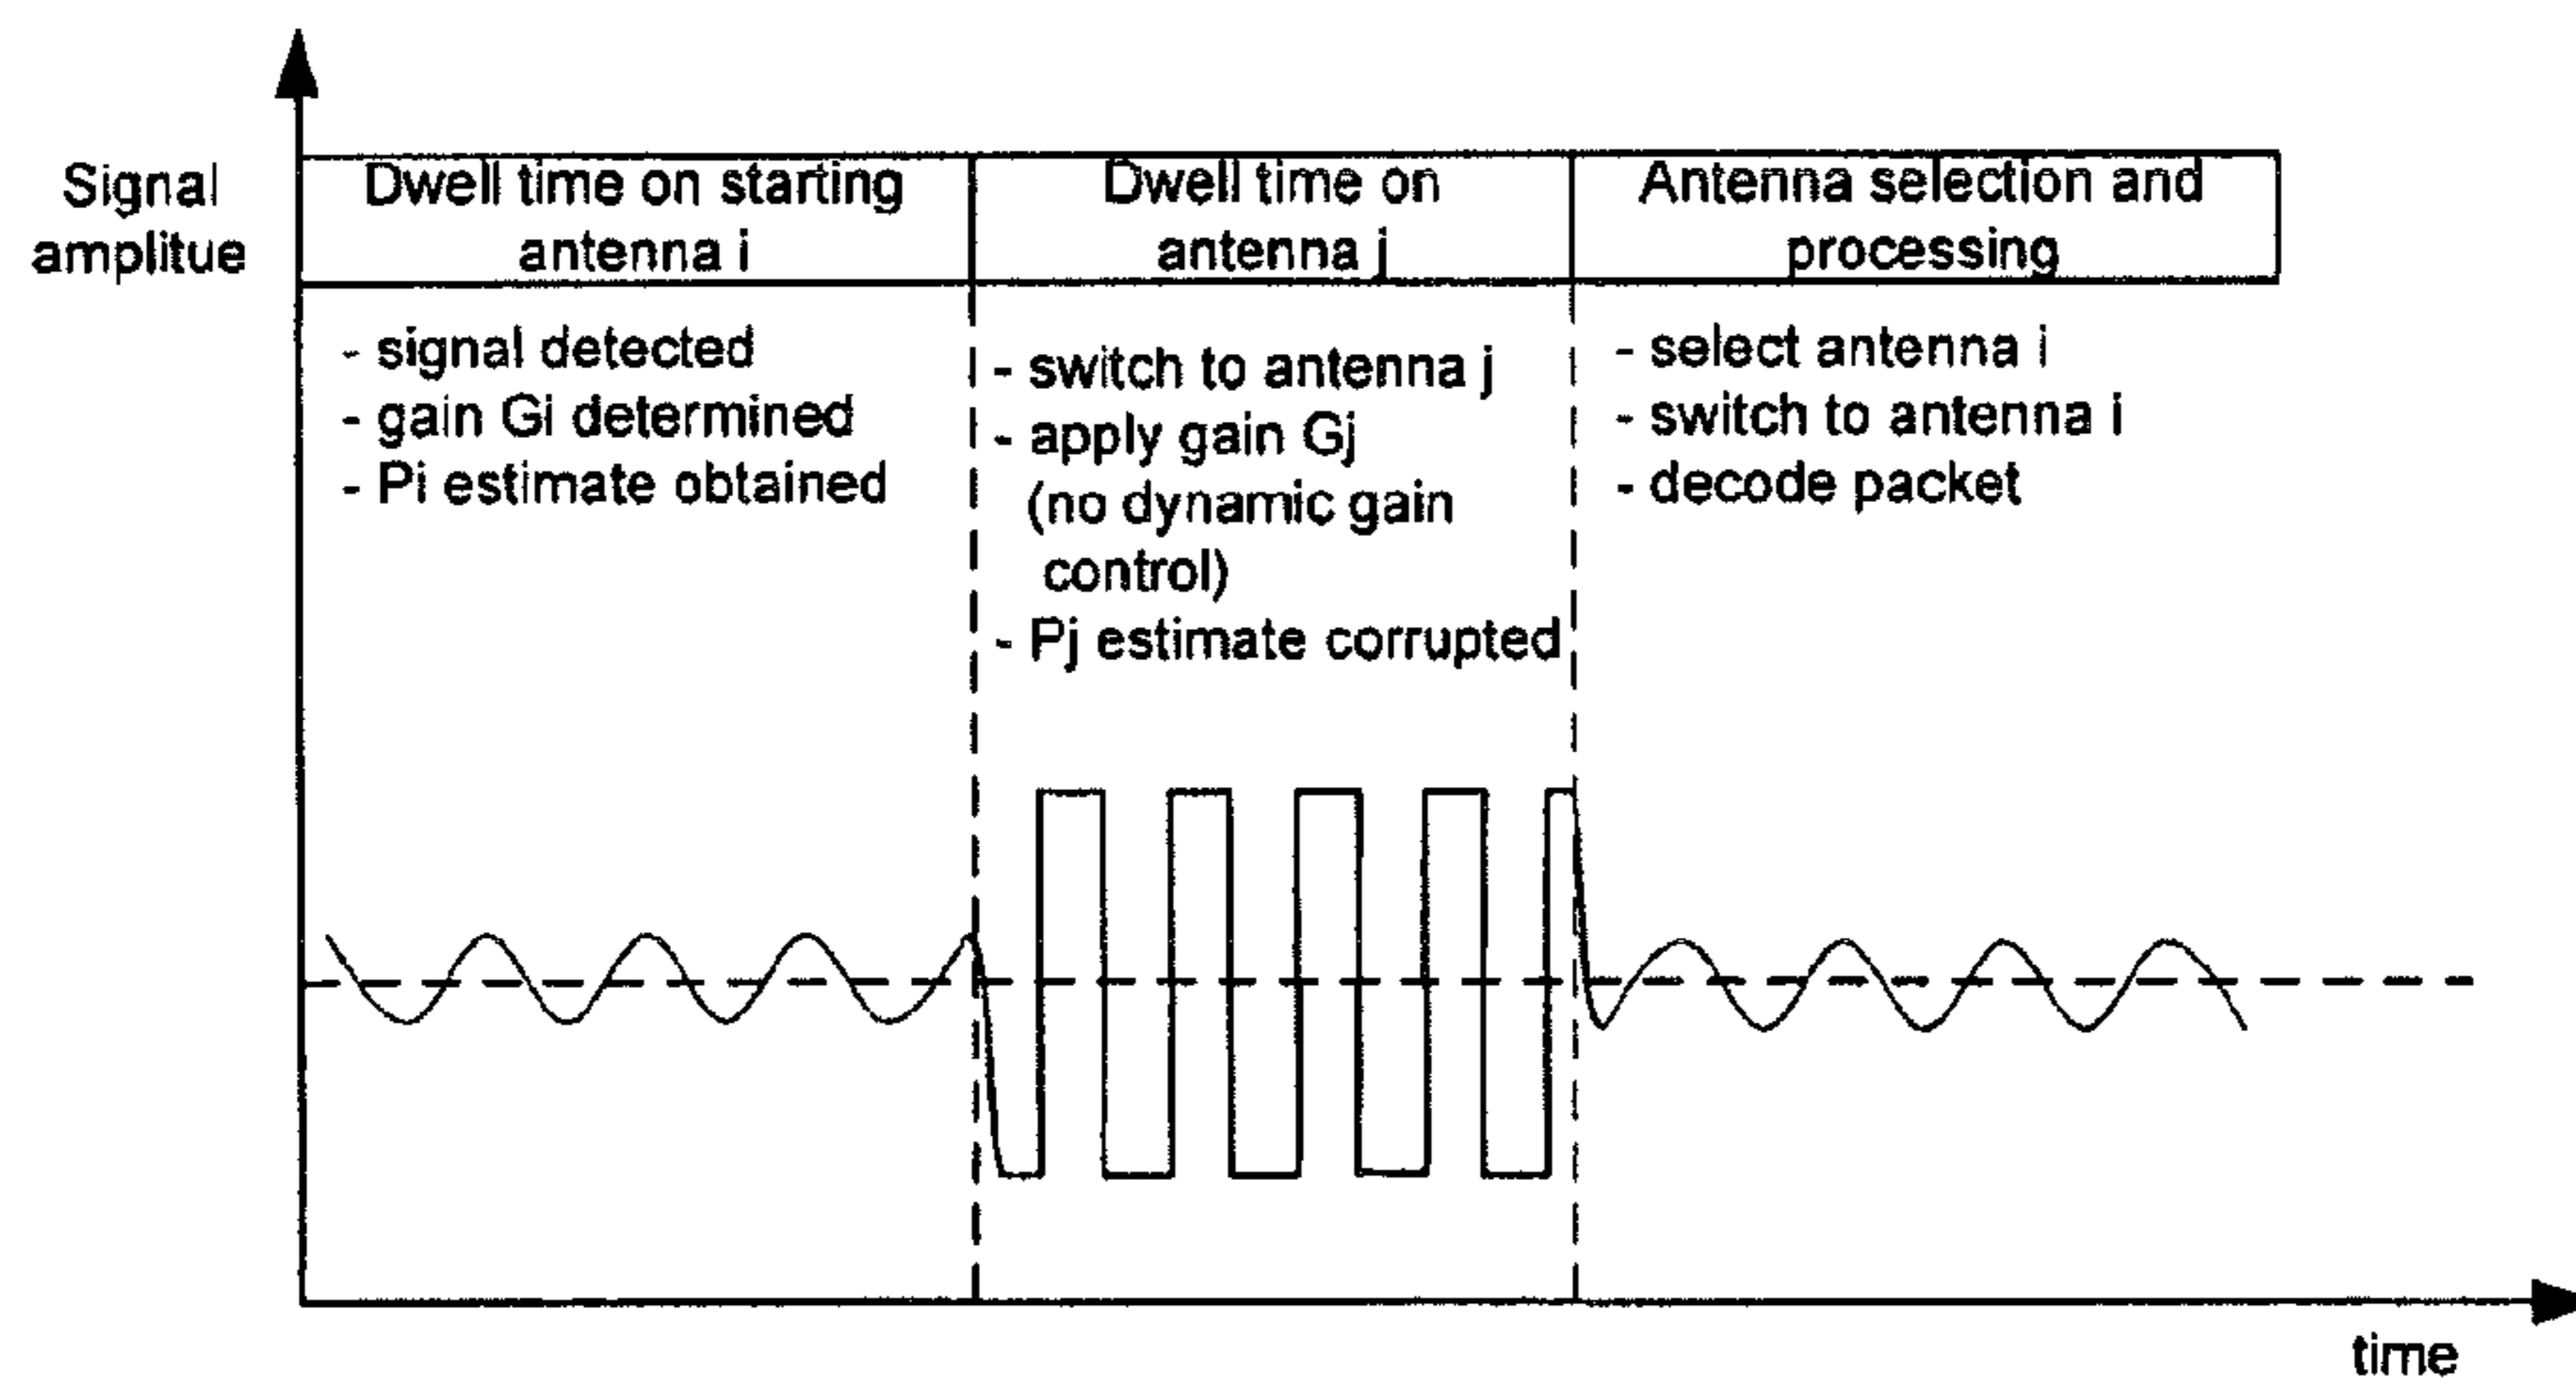 Signal
amplitue
Dwell time on starting
antenna i
Dwell time on
antenna j
Antenna selection and
processing
- signal detected
- gain Gi determined
- Pi estimate obtained
- switch to antenna j
- apply gain Gj
(no dynamic gain
control)
- Pj estimate corrupted
- select antenna i
- switch to antenna i
- decode packet
time